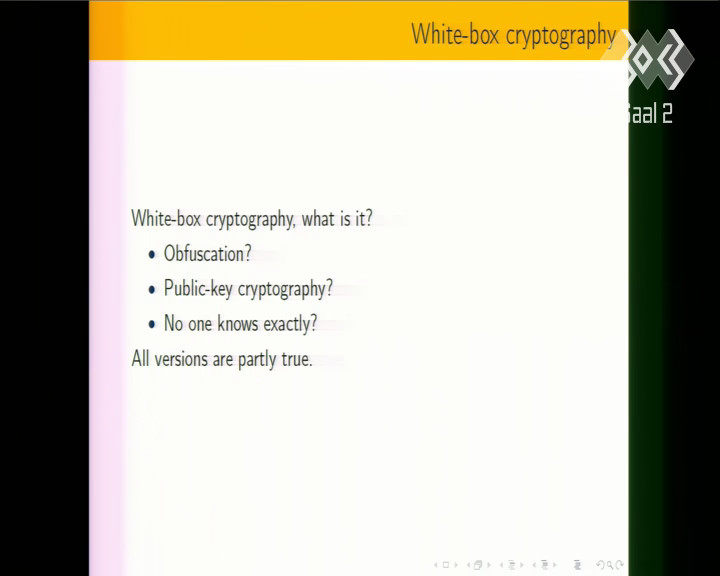 White-box cryptography
Saal 2
White-box cryptography, what is it?
• Obfuscation?
• Public-key cryptography?
• No one knows exactly?
All versions are partly true.